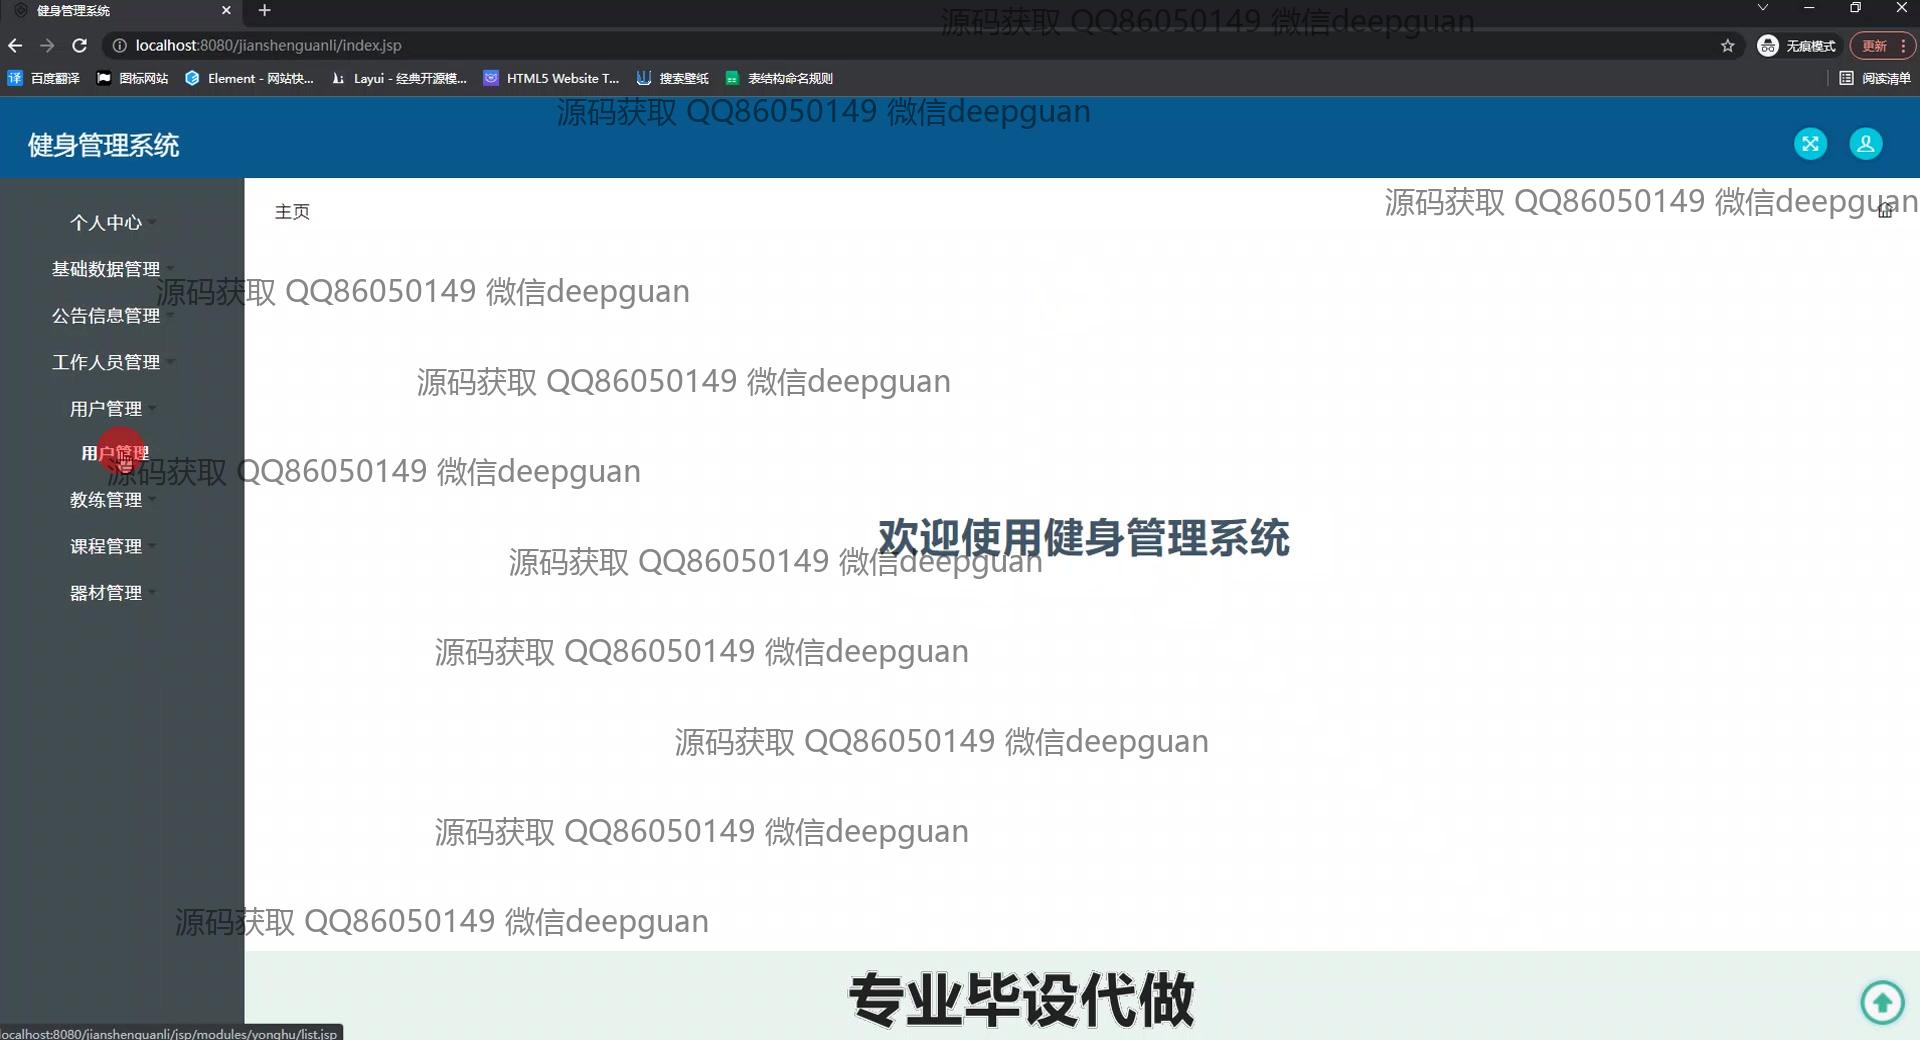 健身管理系统
源码获取 QQ86050149 微信deepguan
localhost:8080/jianshenguanli/index.jsp
无痕模式
更新
百度翻译
图标网站
Element - 网站快...
Layui - 经典开源模...
HTML5 Website T...
搜索壁纸
表结构命名规则
阅读清单
源码获取 QQ86050149 微信deepguan
健身管理系统
源码获取 QQ86050149 微信deepguan
主页
个人中心
基础数据管理
源码获取 QQ86050149 微信deepguan
公告信息管理
工作人员管理
源码获取 QQ86050149 微信deepguan
用户管理
用户管理
源码获取 QQ86050149 微信deepguan
教练管理
欢迎使用健身管理系统
课程管理
源码获取 QQ86050149 微信deepguan
器材管理
源码获取 QQ86050149 微信deepguan
源码获取 QQ86050149 微信deepguan
源码获取 QQ86050149 微信deepguan
源码获取 QQ86050149 微信deepguan
专业毕设代做
localhost:8080/jianshenguanli/jsp/modules/yonghu/list.jsp